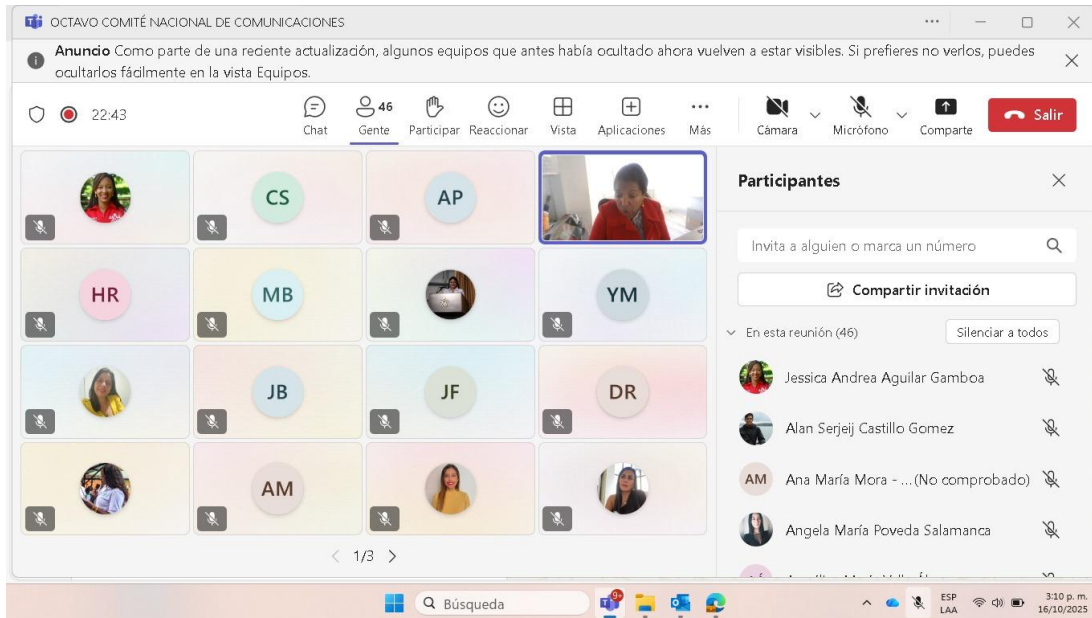 OCTAVO COMITÉ NACIONAL DE COMUNICACIONES
Anuncio Como parte de una reciente actualización, algunos equipos que antes había ocultado ahora vuelven a estar visibles. Si prefieres no verlos, puedes
ocultarlos fácilmente en la vista Equipos.
22:43
46
Chat Gente Participar Reaccionar Vista Aplicaciones Más Cámara Micrófono Comparte Salir
CS AP
HR MB YM
JB JF DR
AM
1/3
Participantes
Invita a alguien o marca un número
Compartir invitación
En esta reunión (46) Silenciar a todos
Jessica Andrea Aguilar Gamboa
Alan Serjeij Castillo Gomez
AM Ana María Mora - ... (No comprobado)
Angela María Poveda Salamanca
Búsqueda
9+
ESP
LAA
3:10 p. m.
16/10/2025